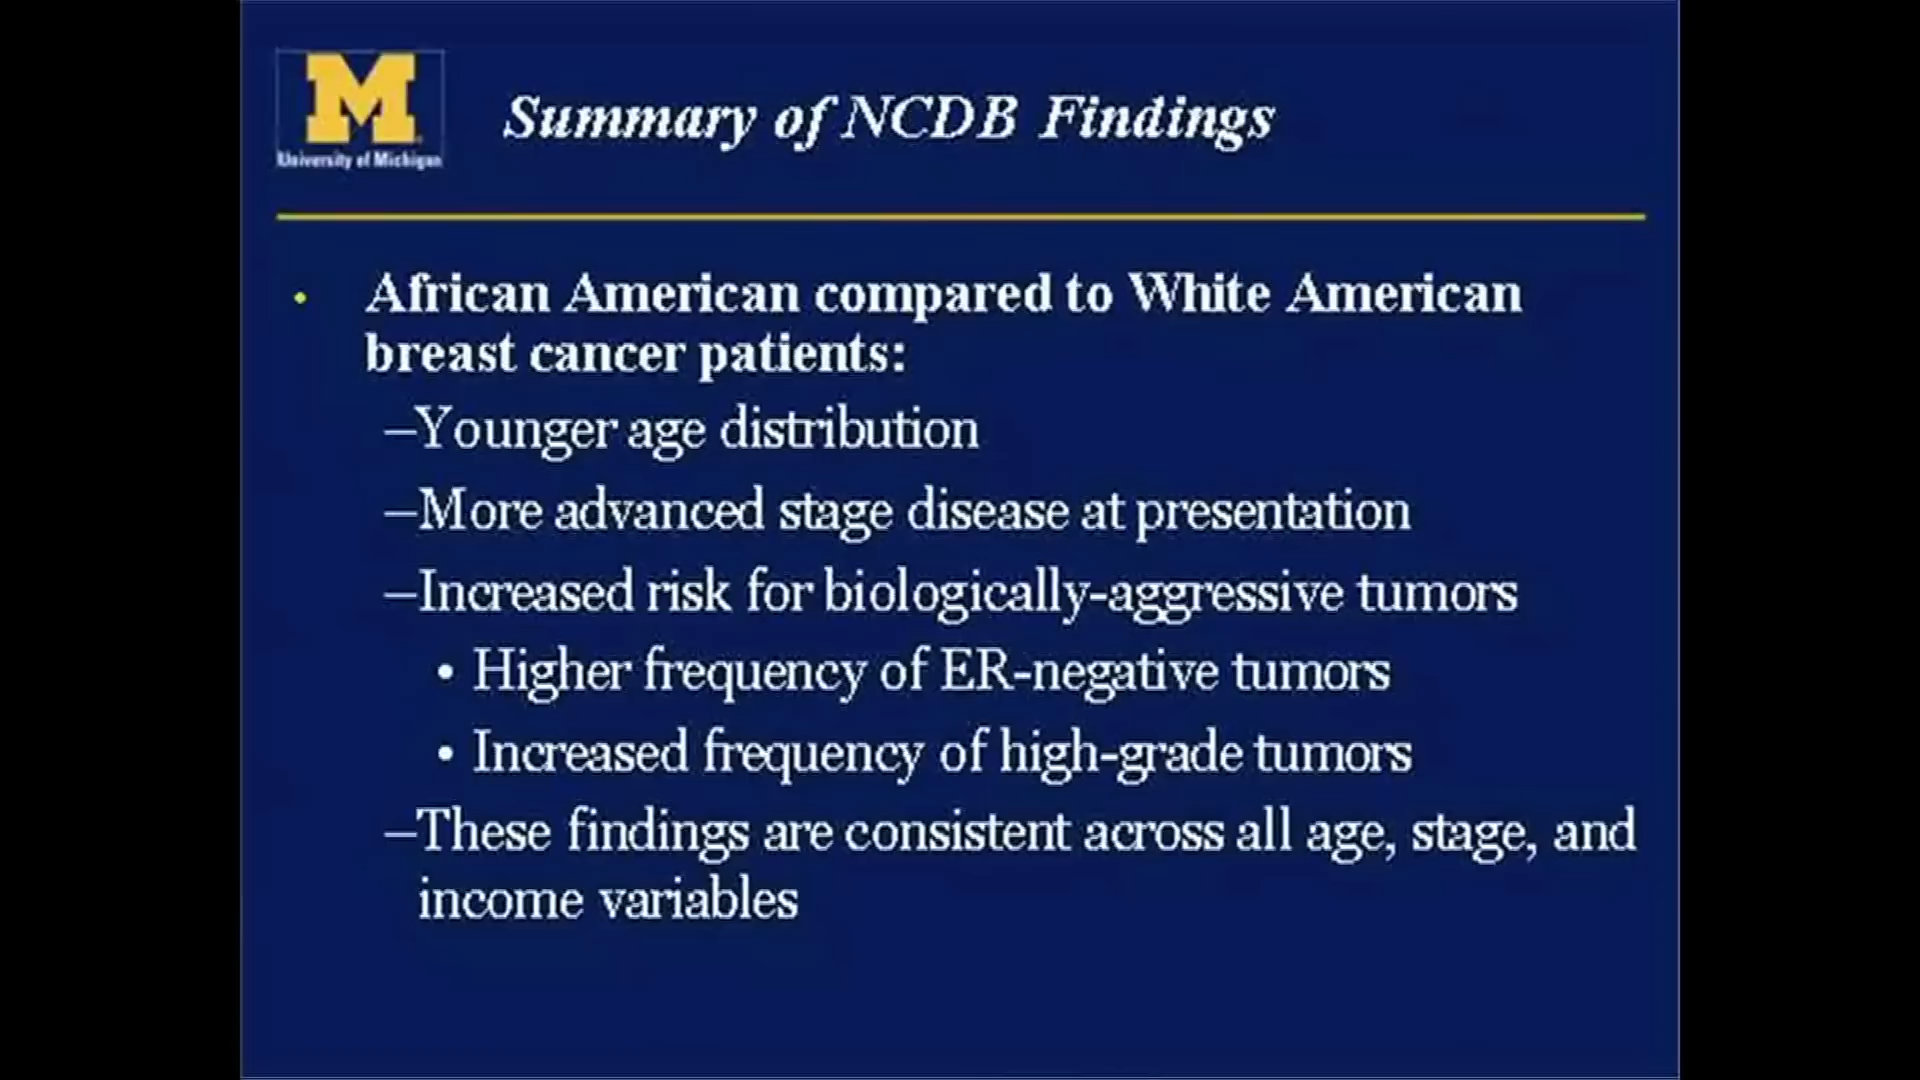 M
University of Michigan
Summary of NCDB Findings
• African American compared to White American
breast cancer patients:
–Younger age distribution
–More advanced stage disease at presentation
–Increased risk for biologically-aggressive tumors
• Higher frequency of ER-negative tumors
• Increased frequency of high-grade tumors
–These findings are consistent across all age, stage, and
income variables